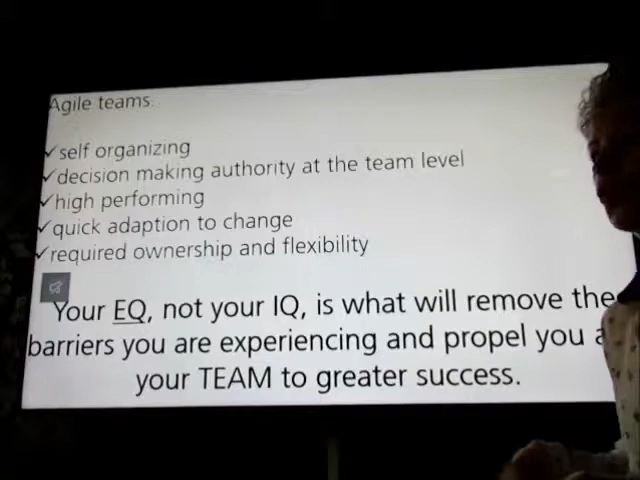 Agile teams
✓self organizing
✓decision making authority at the team level
✓high performing
✓quick adaption to change
✓required ownership and flexibility
Your EQ, not your IQ, is what will remove the
barriers you are experiencing and propel you
your TEAM to greater success.